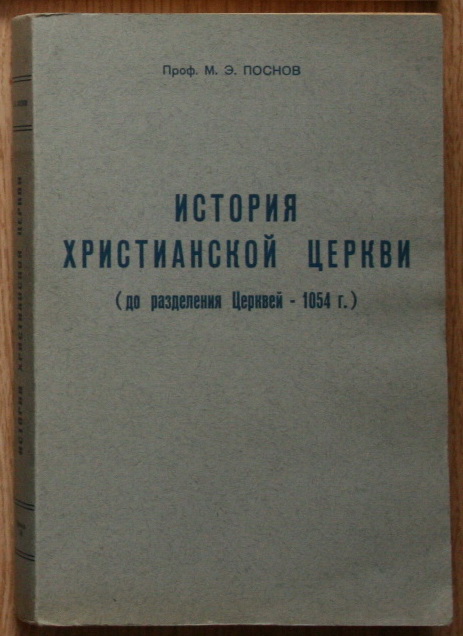 Проф. М. Э. ПОСНОВ
ИСТОРИЯ
ХРИСТИАНСКОЙ ЦЕРКВИ
(до разделения Церквей - 1054 г.)
ИСТОРИЯ ХРИСТИАНСКОЙ ЦЕРКВИ